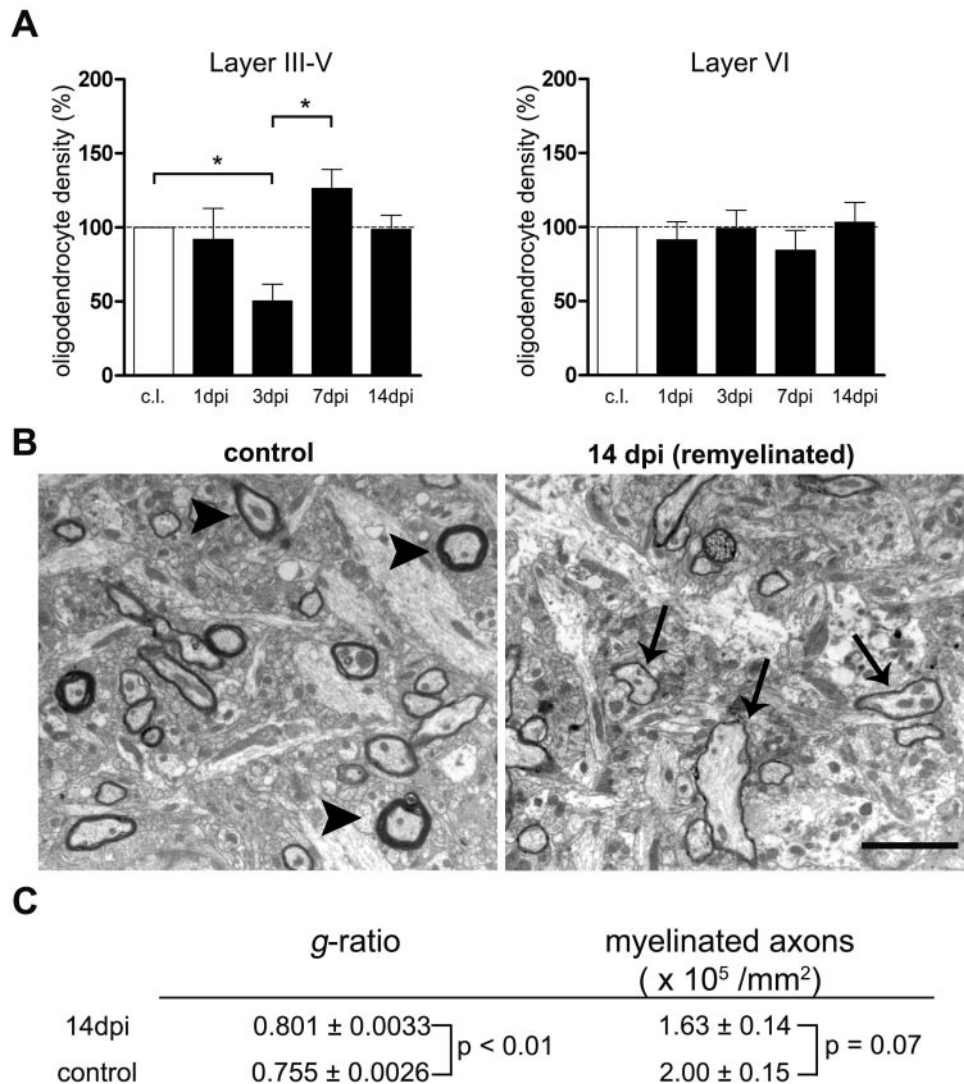 A
Layer III-V
oligodendrocyte density (%)
200
150
100
50
0
*
*
c.l. 1dpi 3dpi 7dpi 14dpi
Layer VI
oligodendrocyte density (%)
200
150
100
50
0
c.l. 1dpi 3dpi 7dpi 14dpi
B
control
14 dpi (remyelinated)
C
g-ratio myelinated axons
( x 10⁵ /mm²)
14dpi 0.801 ± 0.0033 1.63 ± 0.14
p < 0.01 p = 0.07
control 0.755 ± 0.0026 2.00 ± 0.15